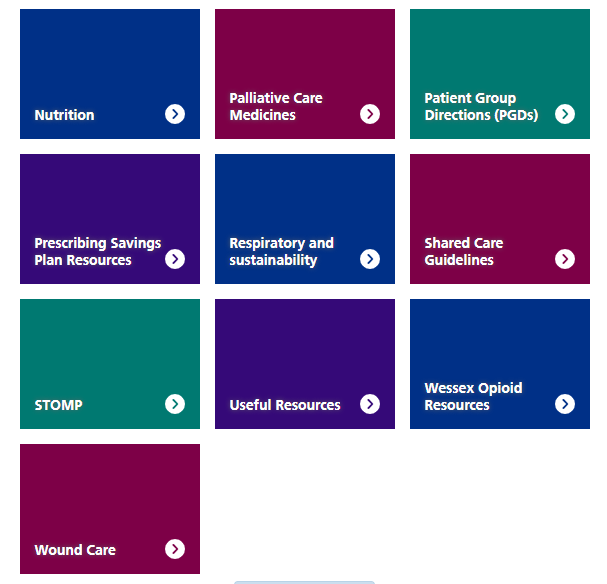 Nutrition
Palliative Care
Medicines
Patient Group
Directions (PGDs)
Prescribing Savings
Plan Resources
Respiratory and
sustainability
Shared Care
Guidelines
STOMP
Useful Resources
Wessex Opioid
Resources
Wound Care